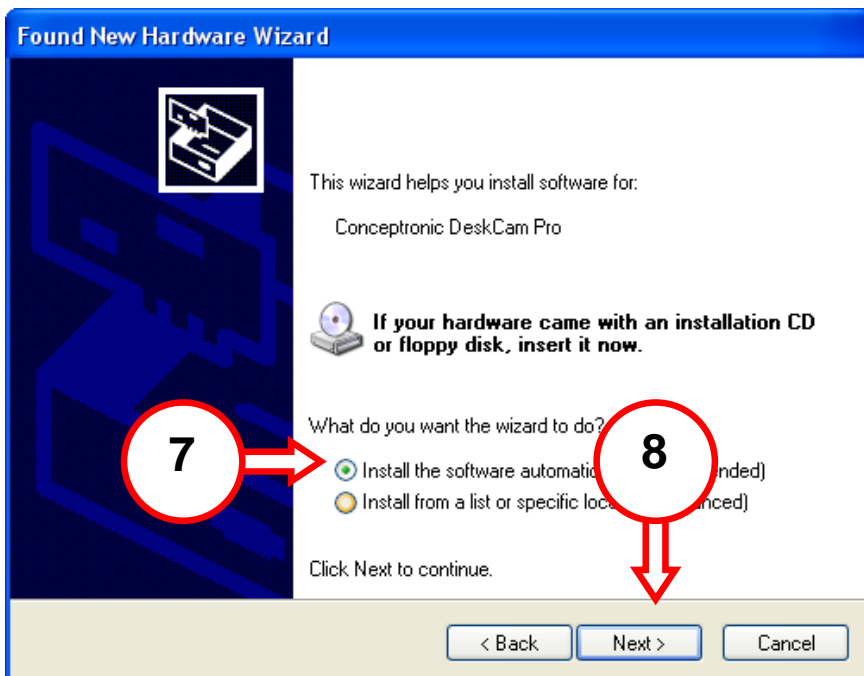 Found New Hardware Wizard
This wizard helps you install software for:
Conceptronic DeskCam Pro
If your hardware came with an installation CD
or floppy disk, insert it now.
What do you want the wizard to do?
7
8
Install the software nded)
Install from a list or specific nced)
Click Next to continue.
< Back Next > Cancel